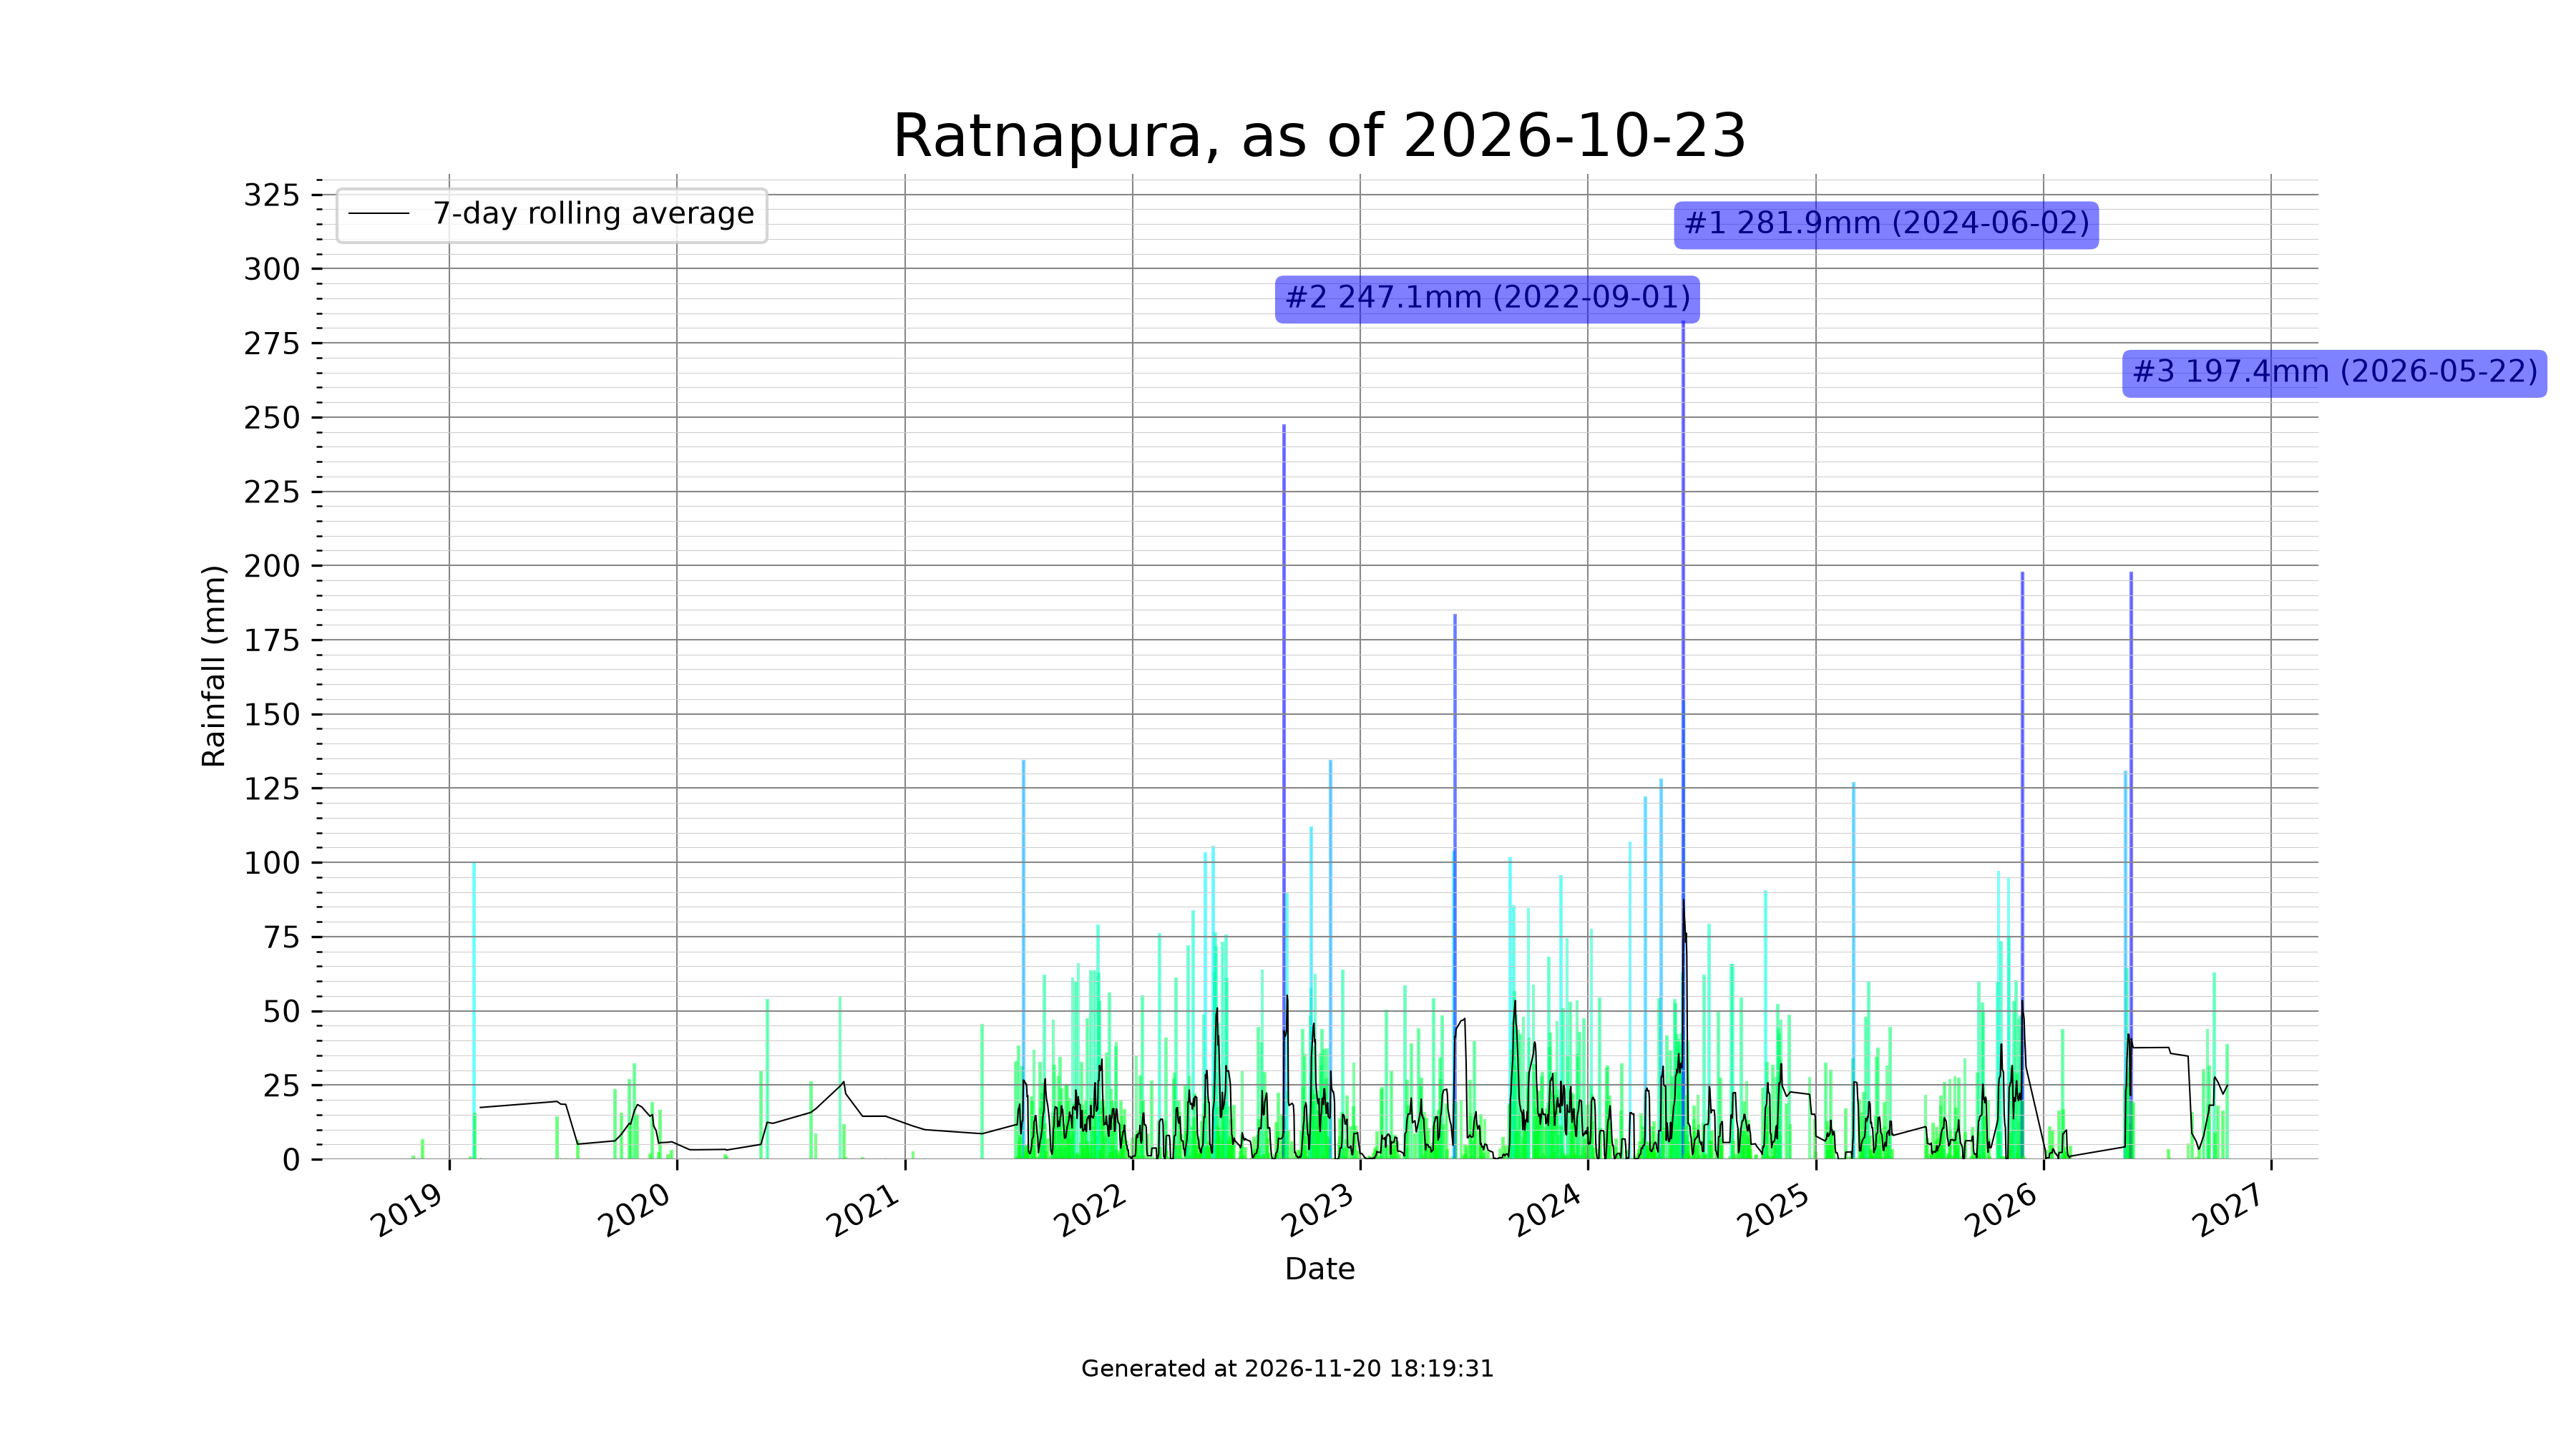 Ratnapura, as of 2026-10-23
7-day rolling average
#1 281.9mm (2024-06-02)
#2 247.1mm (2022-09-01)
#3 197.4mm (2026-05-22)
Rainfall (mm)
325
300
275
250
225
200
175
150
125
100
75
50
25
0
2019
2020
2021
2022
2023
2024
2025
2026
2027
Date
Generated at 2026-11-20 18:19:31